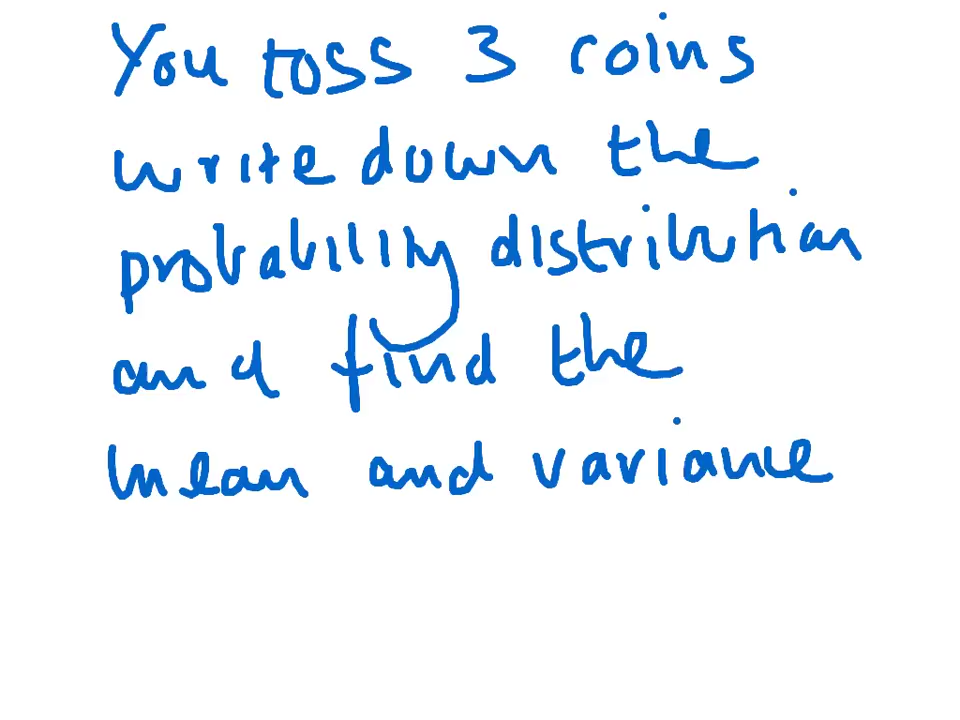 You toss 3 coins
write down the
probability distribution
and find the
mean and variance